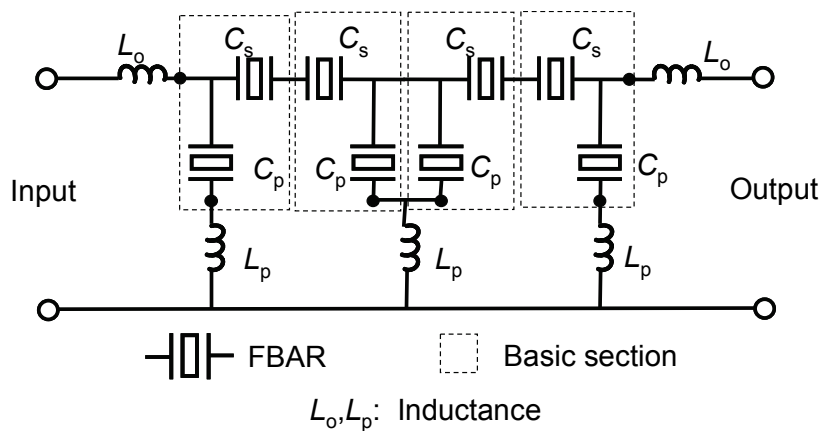 Lo Cs Cs Cs Cs Lo
Cp Cp Cp Cp
Input Output
Lp Lp Lp
FBAR Basic section
Lo,Lp: Inductance